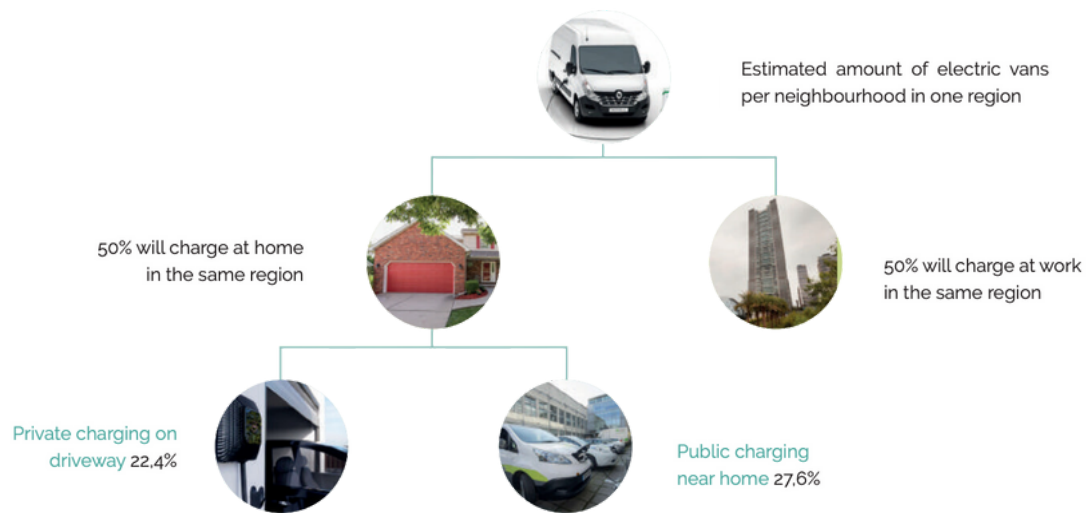 Estimated amount of electric vans
per neighbourhood in one region
50% will charge at home
in the same region
50% will charge at work
in the same region
Private charging on
driveway 22,4%
Public charging
near home 27,6%